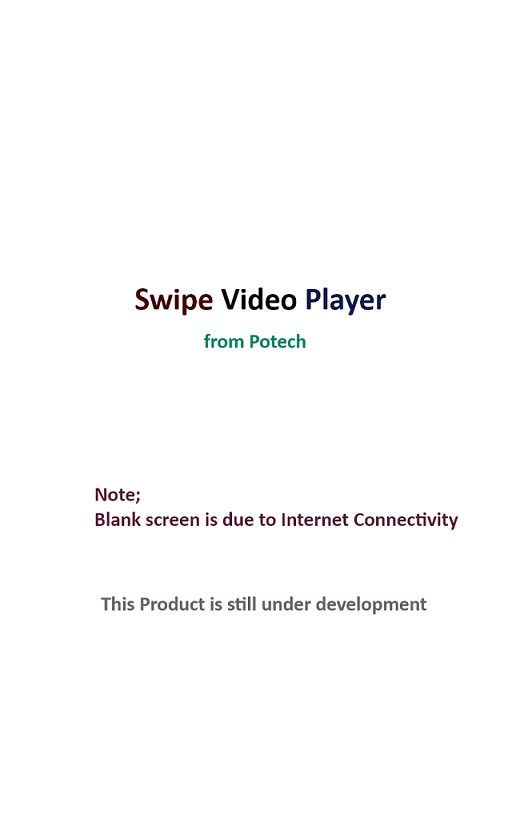 Swipe Video Player
from Potech
Note;
Blank screen is due to Internet Connectivity
This Product is still under development